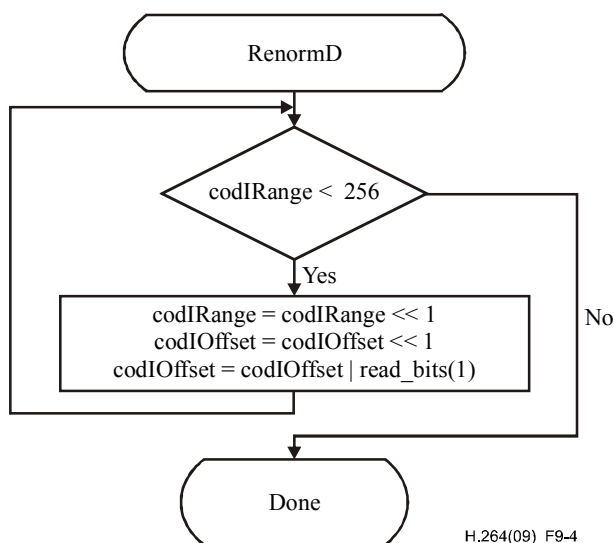 RenormD
codIRange < 256
Yes
codIRange = codIRange << 1
codIOffset = codIOffset << 1
codIOffset = codIOffset | read_bits(1)
No
Done
H.264(09)_F9-4